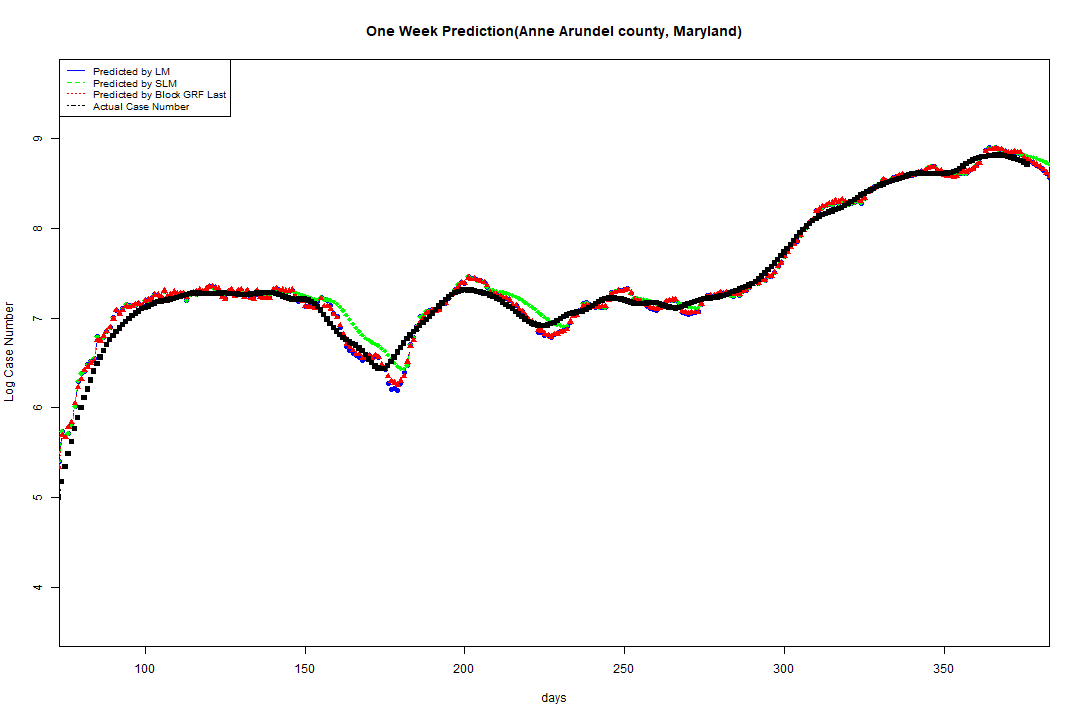 One Week Prediction(Anne Arundel county, Maryland)
Predicted by LM
Predicted by SLM
Predicted by Block GRF Last
Actual Case Number
9
8
7
6
5
4
Log Case Number
100 150 200 250 300 350
days